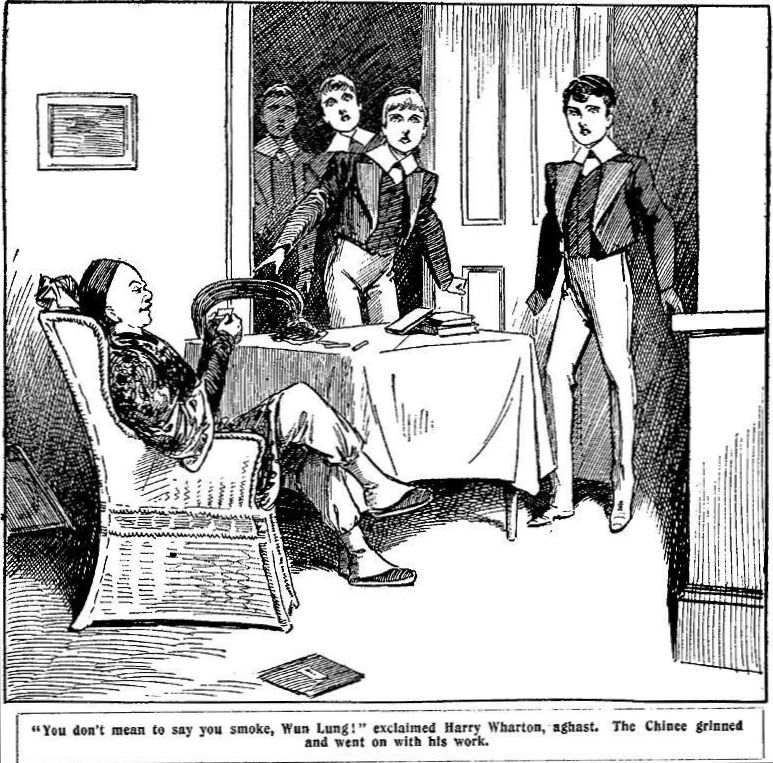 "You don't mean to say you smoke, Wun Lung!" exclaimed Harry Wharton, aghast. The Chinee grinned
and went on with his work.